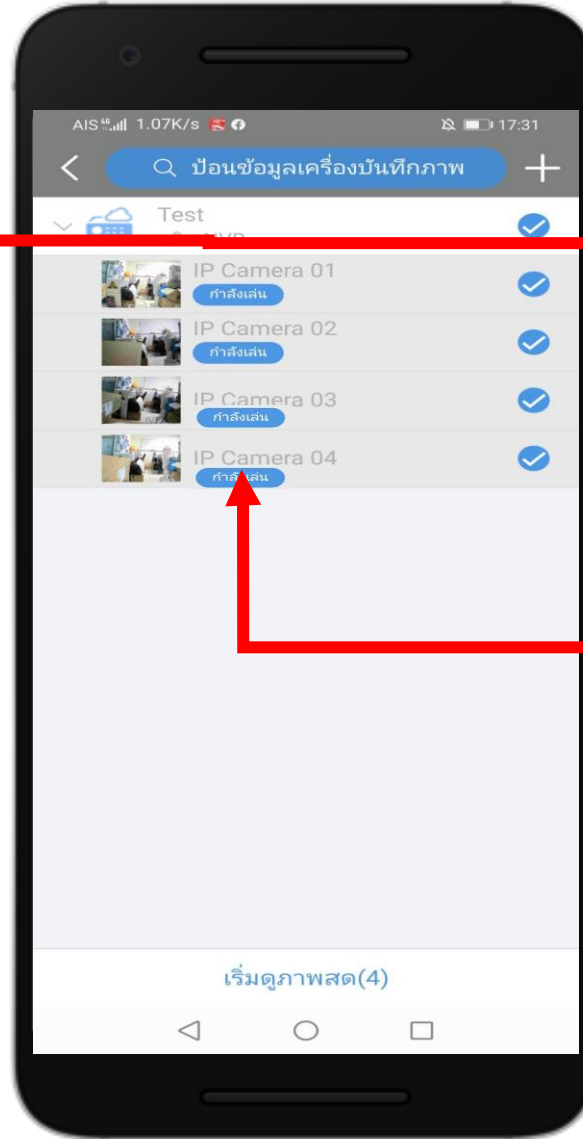 AIS 4G 1.07K/s 17:31
ป้อนข้อมูลเครื่องบันทึกภาพ
Test
IP Camera 01
กำลังเล่น
IP Camera 02
กำลังเล่น
IP Camera 03
กำลังเล่น
IP Camera 04
กำลังเล่น
เริ่มดูภาพสด(4)